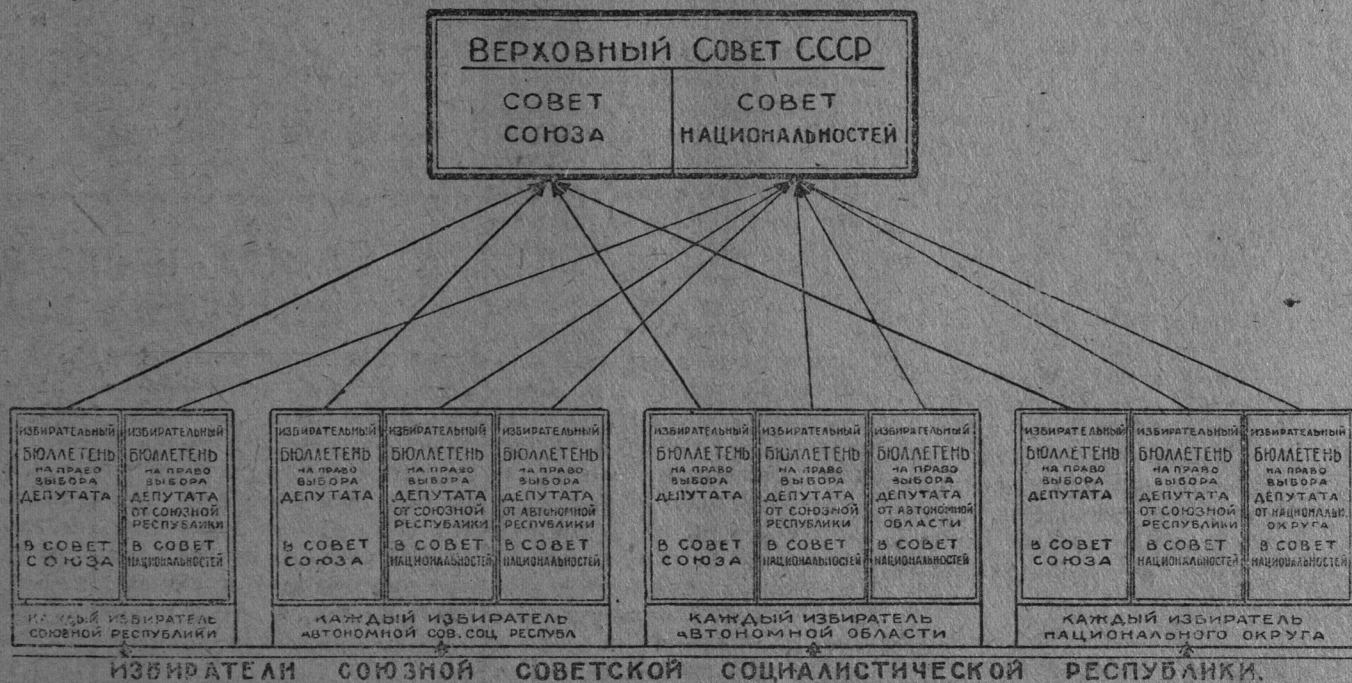 ВЕРХОВНЫЙ СОВЕТ СССР
СОВЕТ
СОЮЗА
СОВЕТ
НАЦИОНАЛЬНОСТЕЙ
ИЗБИРАТЕЛЬНЫЙ
БЮЛЛЕТЕНЬ
НА ПРАВО
ВЫБОРА
ДЕПУТАТА
В СОВЕТ
СОЮЗА
ИЗБИРАТЕЛЬНЫЙ
БЮЛЛЕТЕНЬ
НА ПРАВО
ВЫБОРА
ДЕПУТАТА
ОТ СОЮЗНОЙ
РЕСПУБЛИКИ
В СОВЕТ
НАЦИОНАЛЬНОСТЕЙ
КАЖДЫЙ ИЗБИРАТЕЛЬ
СОЮЗНОЙ РЕСПУБЛИКИ
ИЗБИРАТЕЛЬНЫЙ
БЮЛЛЕТЕНЬ
НА ПРАВО
ВЫБОРА
ДЕПУТАТА
В СОВЕТ
СОЮЗА
ИЗБИРАТЕЛЬНЫЙ
БЮЛЛЕТЕНЬ
НА ПРАВО
ВЫБОРА
ДЕПУТАТА
ОТ СОЮЗНОЙ
РЕСПУБЛИКИ
В СОВЕТ
НАЦИОНАЛЬНОСТЕЙ
ИЗБИРАТЕЛЬНЫЙ
БЮЛЛЕТЕНЬ
НА ПРАВО
ВЫБОРА
ДЕПУТАТА
ОТ АВТОНОМНОЙ
РЕСПУБЛИКИ
В СОВЕТ
НАЦИОНАЛЬНОСТЕЙ
КАЖДЫЙ ИЗБИРАТЕЛЬ
АВТОНОМНОЙ СОВ. СОЦ РЕСПУБЛ
ИЗБИРАТЕЛЬНЫЙ
БЮЛЛЕТЕНЬ
НА ПРАВО
ВЫБОРА
ДЕПУТАТА
В СОВЕТ
СОЮЗА
ИЗБИРАТЕЛЬНЫЙ
БЮЛЛЕТЕНЬ
НА ПРАВО
ВЫБОРА
ДЕПУТАТА
ОТ СОЮЗНОЙ
РЕСПУБЛИКИ
В СОВЕТ
НАЦИОНАЛЬНОСТЕЙ
ИЗБИРАТЕЛЬНЫЙ
БЮЛЛЕТЕНЬ
НА ПРАВО
ВЫБОРА
ДЕПУТАТА
ОТ АВТОНОМНОЙ
ОБЛАСТИ
В СОВЕТ
НАЦИОНАЛЬНОСТЕЙ
КАЖДЫЙ ИЗБИРАТЕЛЬ
АВТОНОМНОЙ ОБЛАСТИ
ИЗБИРАТЕЛЬНЫЙ
БЮЛЛЕТЕНЬ
НА ПРАВО
ВЫБОРА
ДЕПУТАТА
В СОВЕТ
СОЮЗА
ИЗБИРАТЕЛЬНЫЙ
БЮЛЛЕТЕНЬ
НА ПРАВО
ВЫБОРА
ДЕПУТАТА
ОТ СОЮЗНОЙ
РЕСПУБЛИКИ
В СОВЕТ
НАЦИОНАЛЬНОСТЕЙ
ИЗБИРАТЕЛЬНЫЙ
БЮЛЛЕТЕНЬ
НА ПРАВО
ВЫБОРА
ДЕПУТАТА
ОТ НАЦИОНАЛЬН.
ОКРУГА
В СОВЕТ
НАЦИОНАЛЬНОСТЕЙ
КАЖДЫЙ ИЗБИРАТЕЛЬ
НАЦИОНАЛЬНОГО ОКРУГА
ИЗБИРАТЕЛИ СОЮЗНОЙ СОВЕТСКОЙ СОЦИАЛИСТИЧЕСКОЙ РЕСПУБЛИКИ.